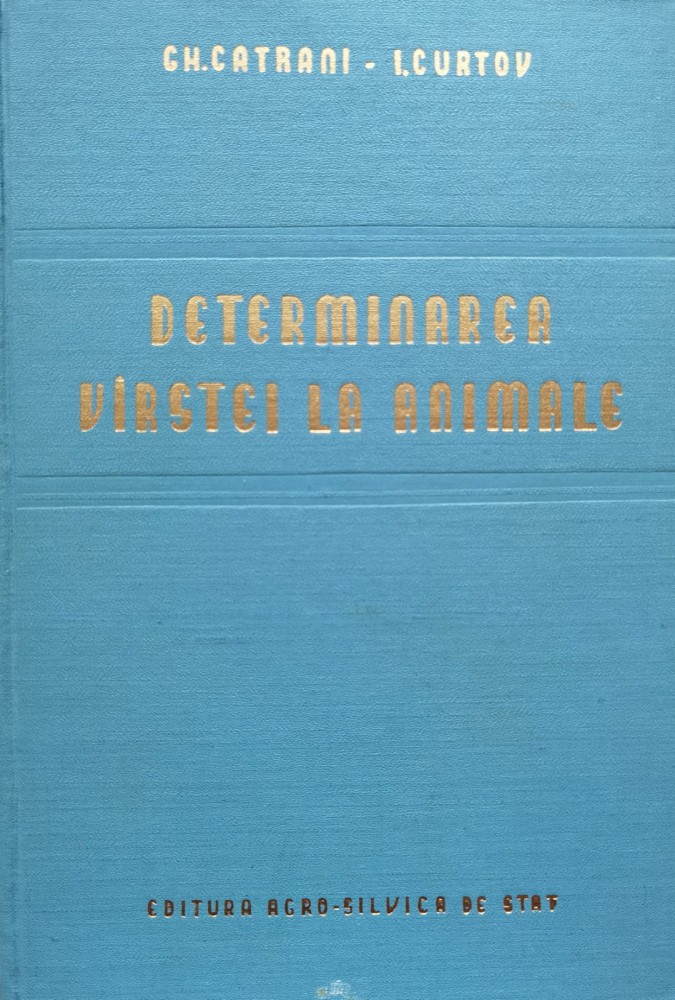 GH. CATRANI - I. CURTOV
DETERMINAREA
VÎRSTEI LA ANIMALE
EDITURA AGRO-SILVICA DE STAT